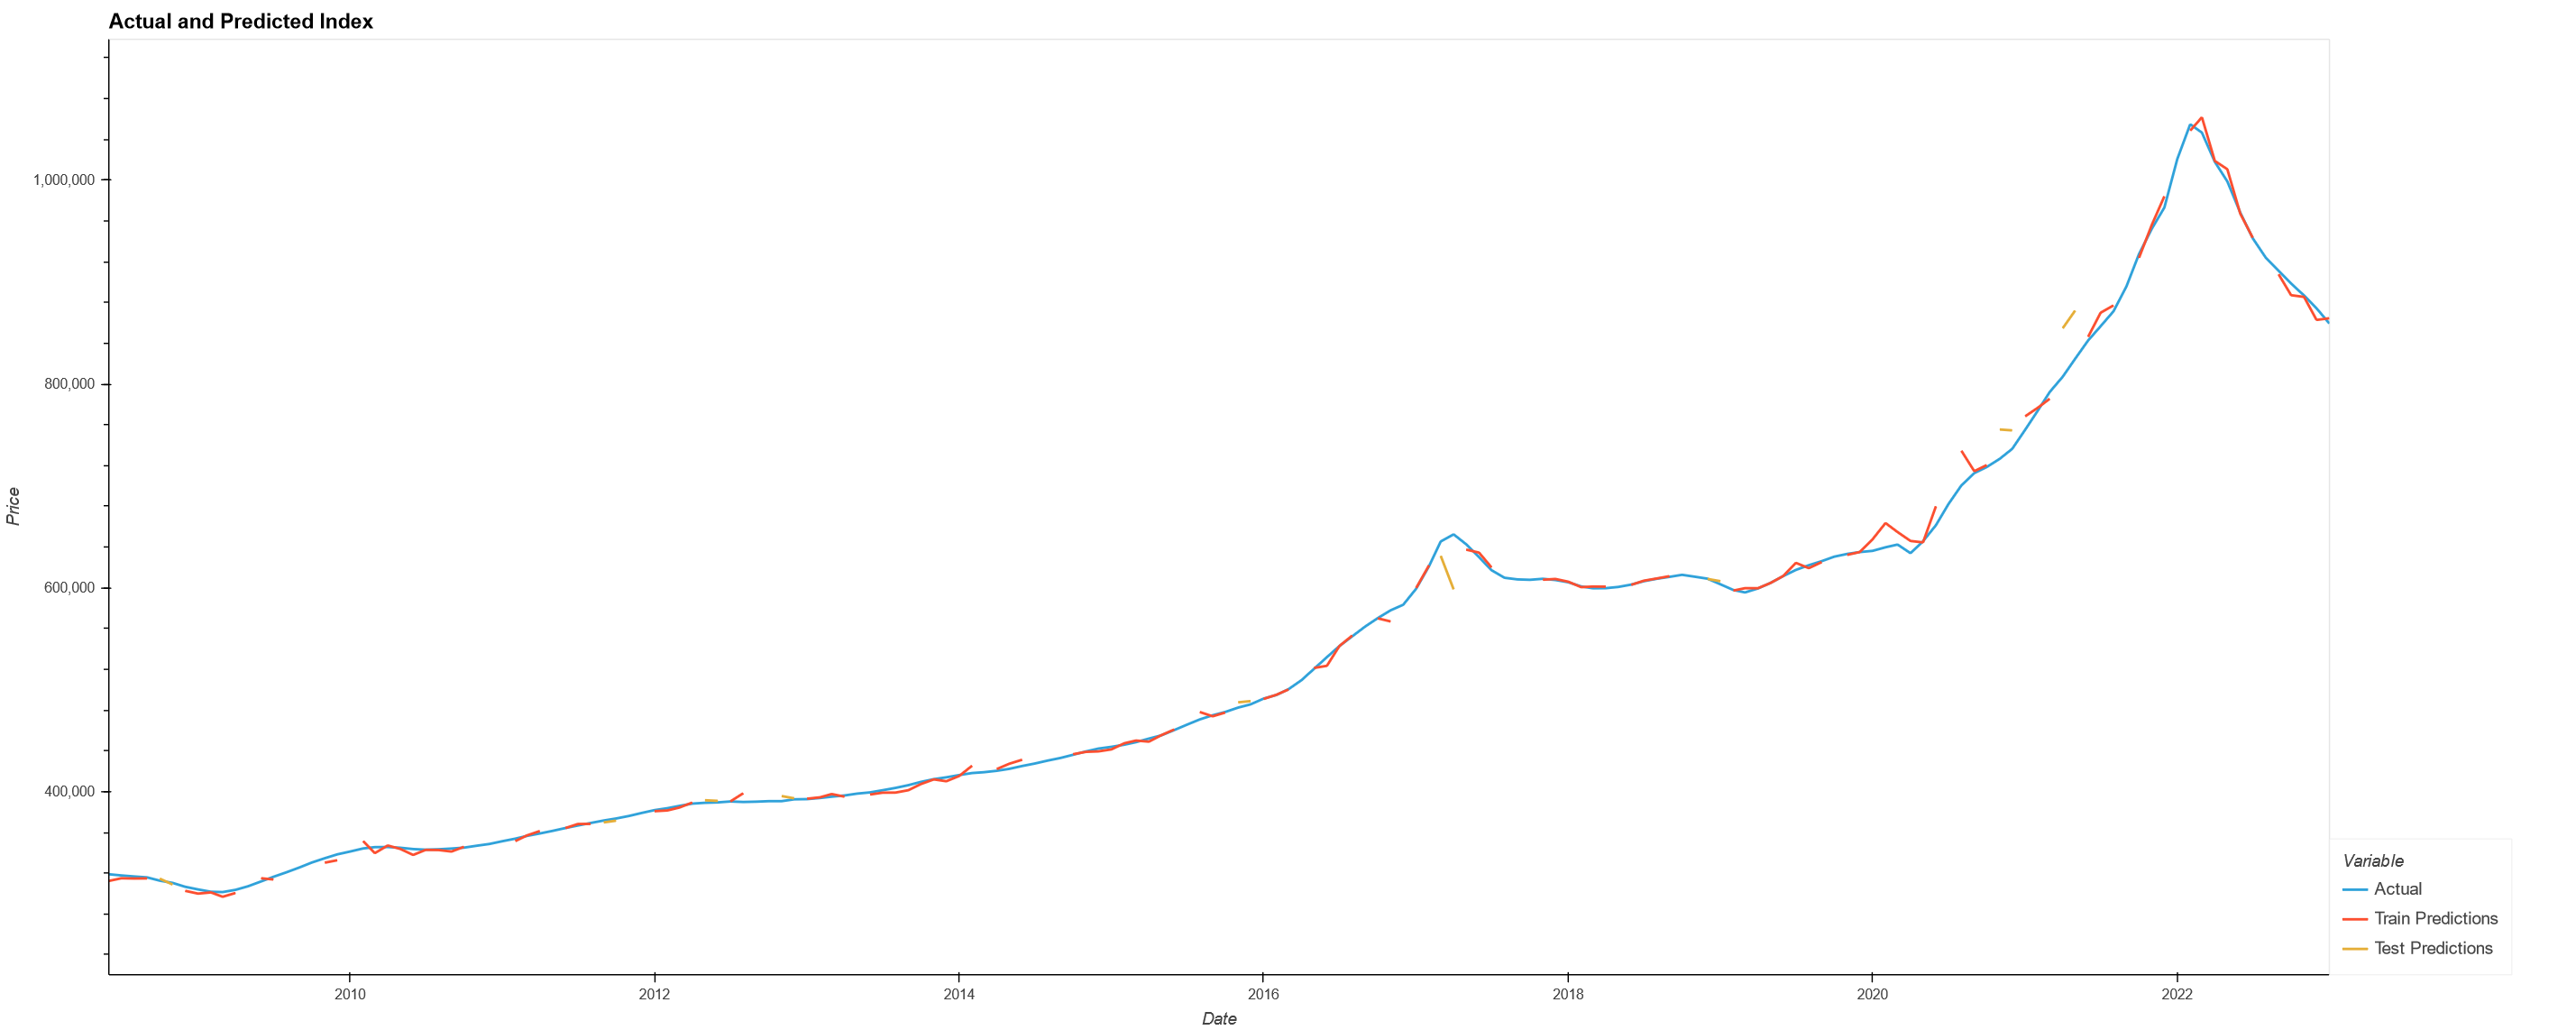 Actual and Predicted Index
Price
1,000,000
800,000
600,000
400,000
2010 2012 2014 2016 2018 2020 2022
Date
Variable
Actual
Train Predictions
Test Predictions